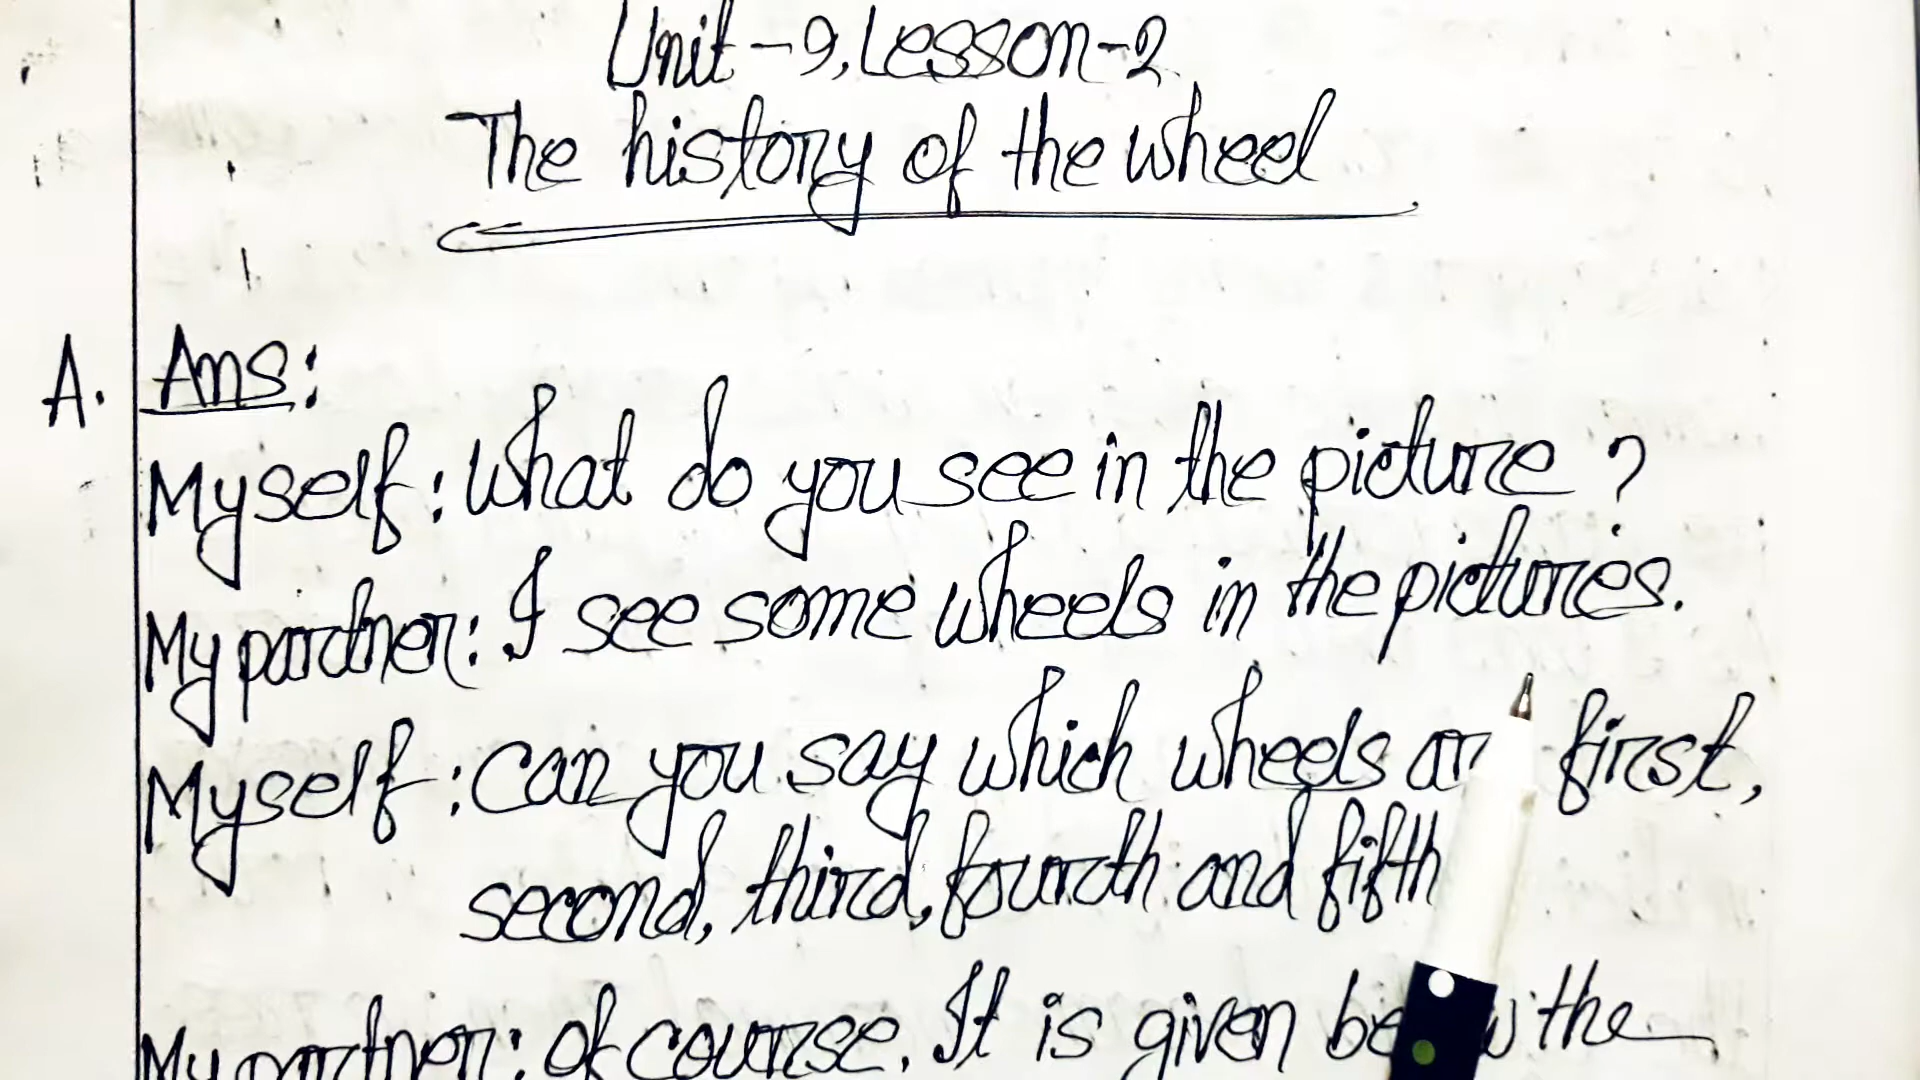 Unit-9, Lesson-2
The history of the wheel
A. Ans:
Myself: What do you see in the picture?
My partner: I see some wheels in the pictures.
Myself: Can you say which wheels first,
second, third, fourth and fifth
My partner: of course. It is given the